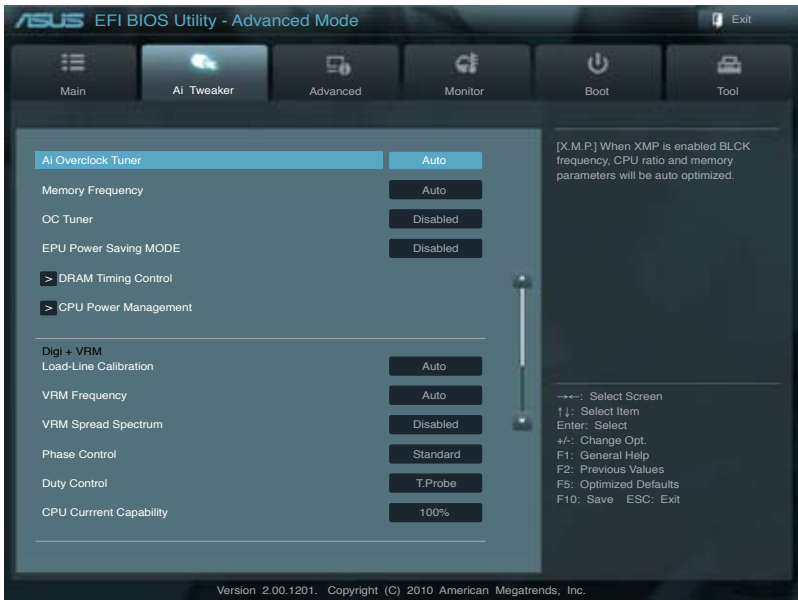 ASUS EFI BIOS Utility - Advanced Mode
Exit
Main
Ai Tweaker
Advanced
Monitor
Boot
Tool
Ai Overclock Tuner Auto
Memory Frequency Auto
OC Tuner Disabled
EPU Power Saving MODE Disabled
> DRAM Timing Control
> CPU Power Management
Digi + VRM
Load-Line Calibration Auto
VRM Frequency Auto
VRM Spread Spectrum Disabled
Phase Control Standard
Duty Control T.Probe
CPU Currrent Capability 100%
[X.M.P.] When XMP is enabled BLCK
frequency, CPU ratio and memory
parameters will be auto optimized.
→←: Select Screen
↑↓: Select Item
Enter: Select
+/-: Change Opt.
F1: General Help
F2: Previous Values
F5: Optimized Defaults
F10: Save ESC: Exit
Version 2.00.1201. Copyright (C) 2010 American Megatrends, Inc.